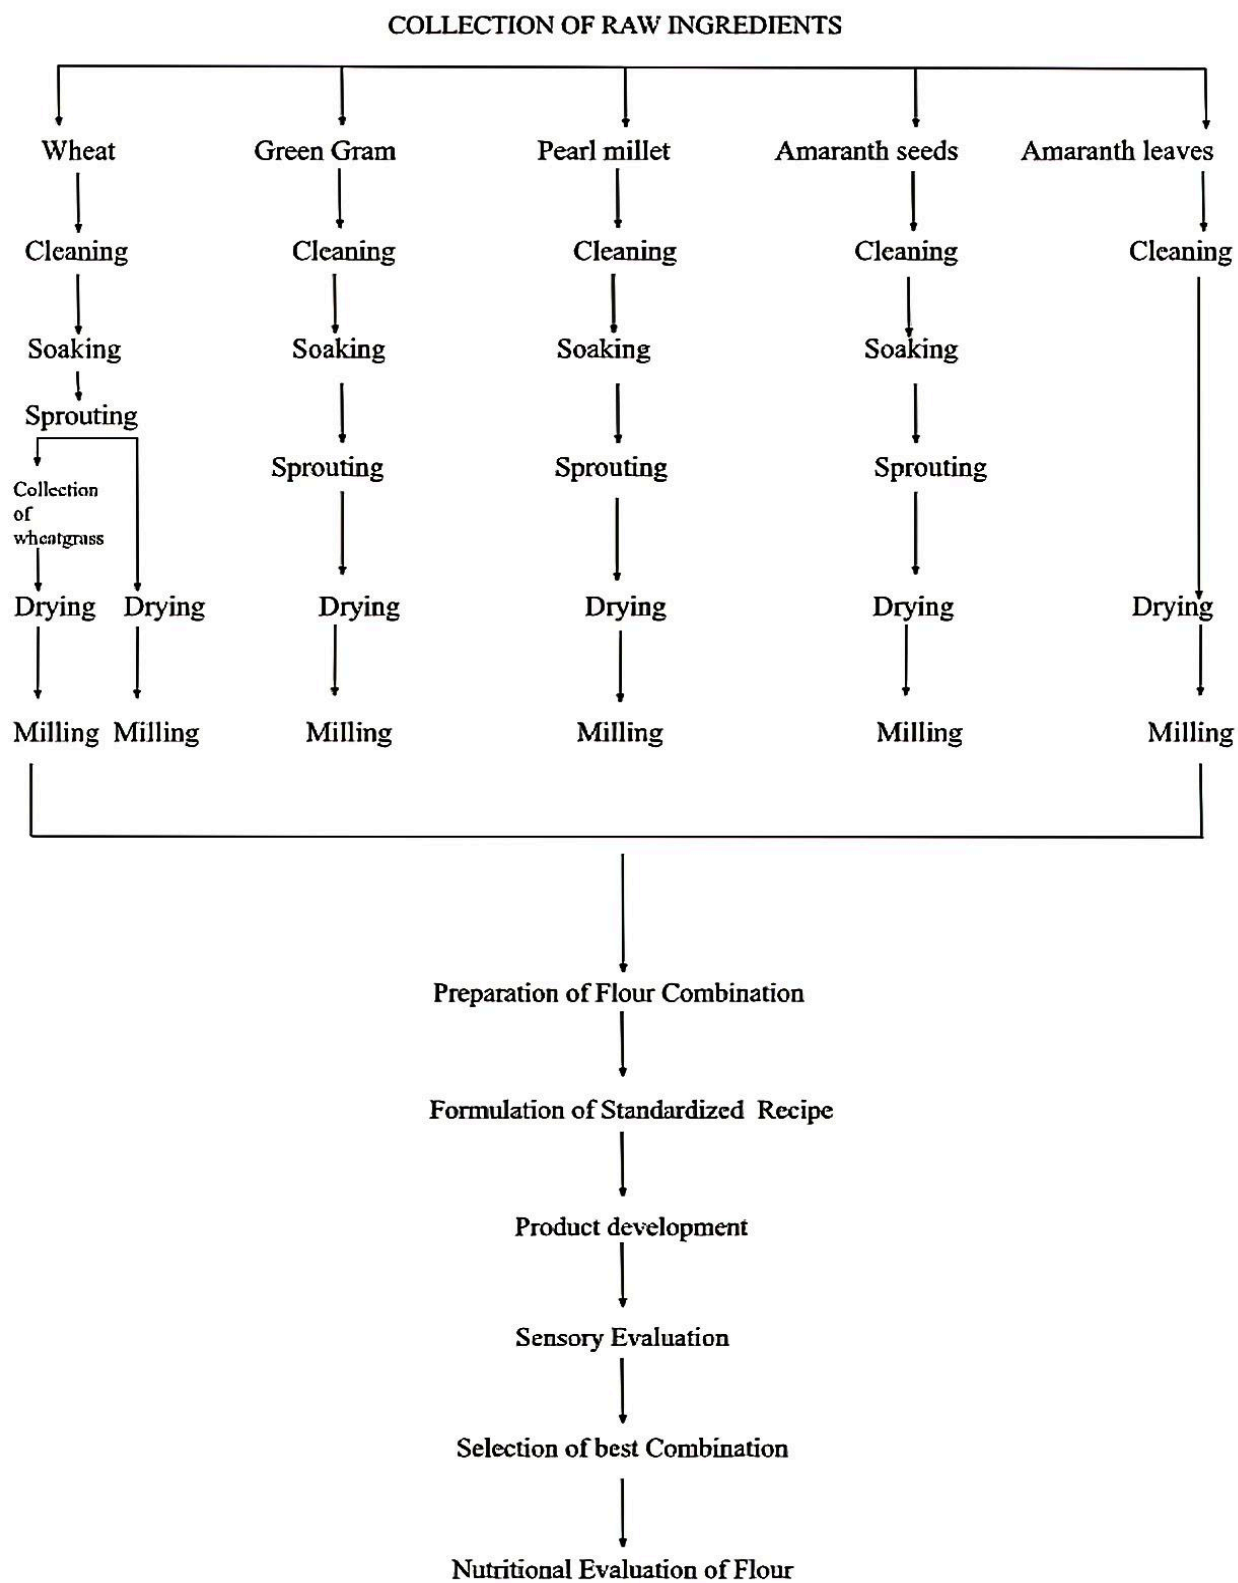 COLLECTION OF RAW INGREDIENTS
Wheat Green Gram Pearl millet Amaranth seeds Amaranth leaves
Cleaning Cleaning Cleaning Cleaning Cleaning
Soaking Soaking Soaking Soaking
Sprouting
Sprouting Sprouting Sprouting
Collection
of
wheatgrass
Drying Drying Drying Drying Drying Drying
Milling Milling Milling Milling Milling Milling
Preparation of Flour Combination
Formulation of Standardized Recipe
Product development
Sensory Evaluation
Selection of best Combination
Nutritional Evaluation of Flour